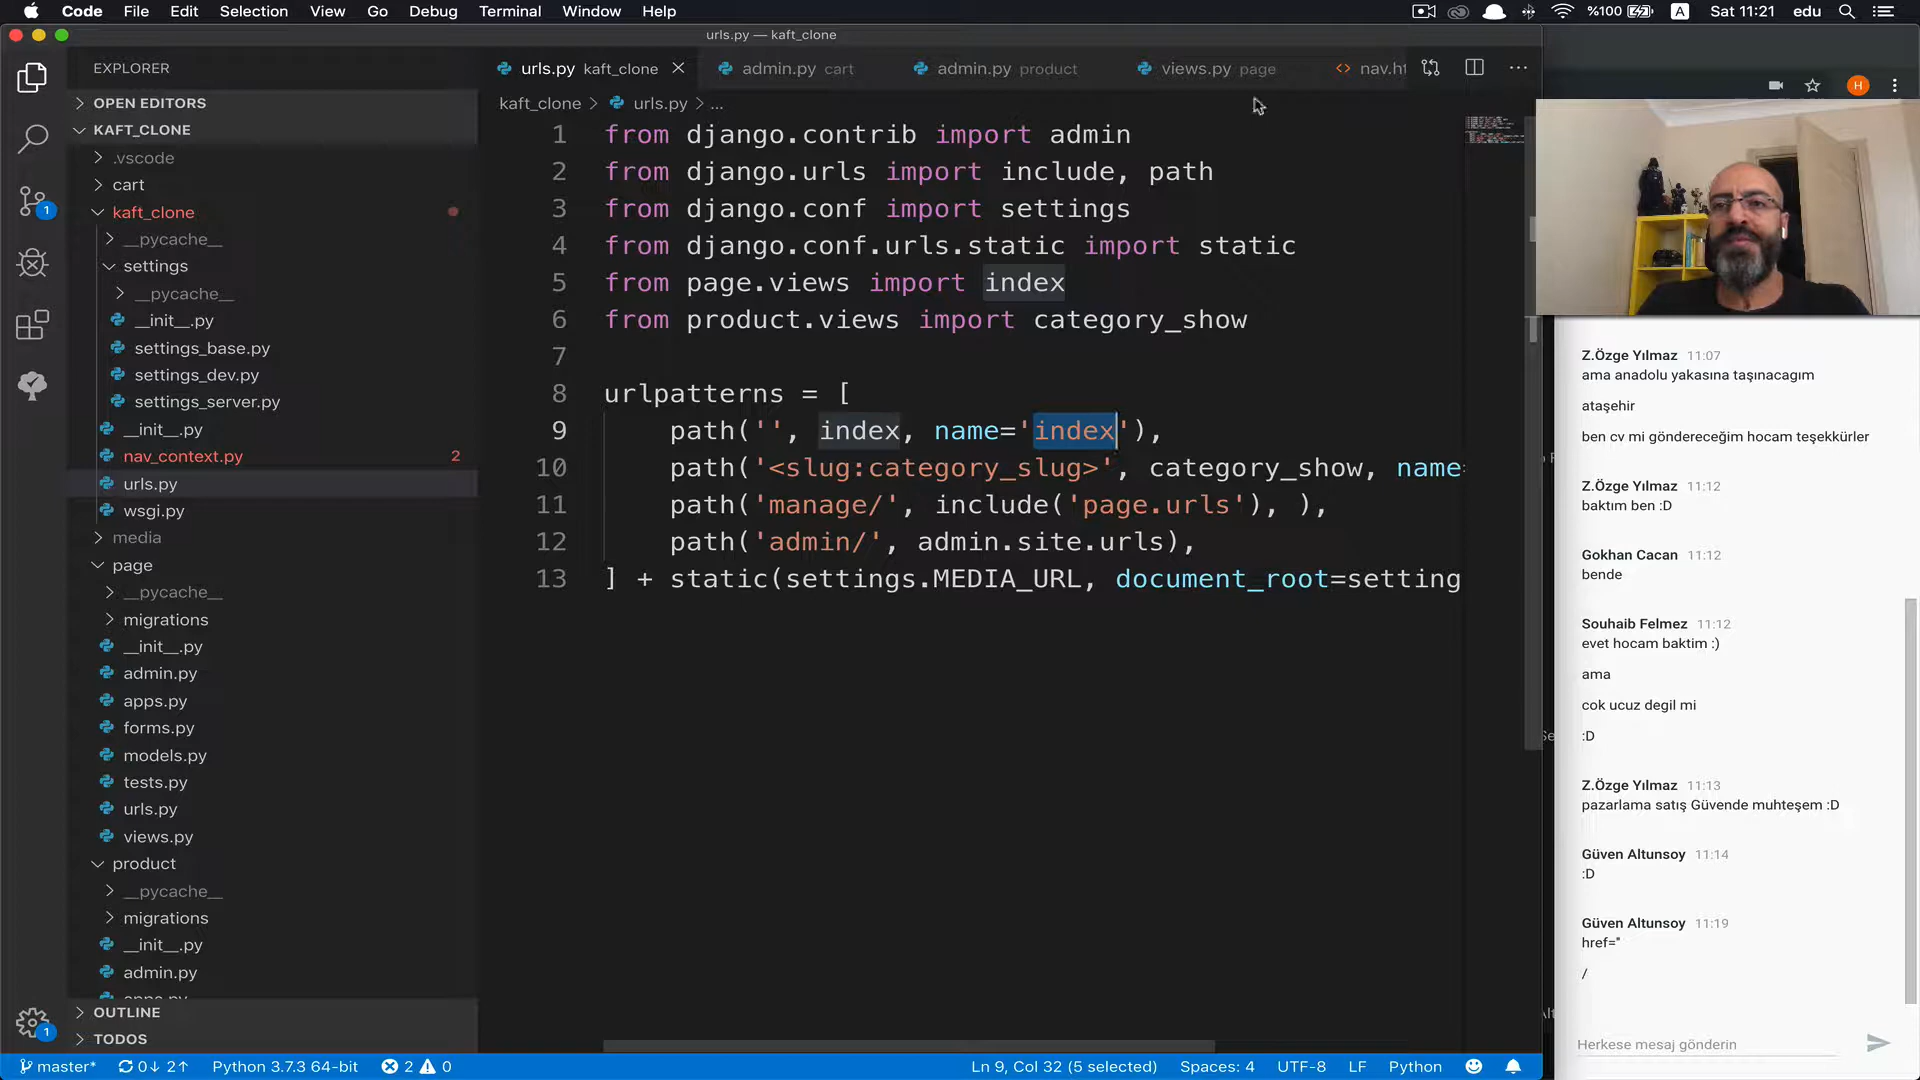 Code File Edit Selection View Go Debug Terminal Window Help
%100 A Sat 11:21 edu
urls.py — kaft_clone
EXPLORER
OPEN EDITORS
KAFT_CLONE
.vscode
cart
kaft_clone
__pycache__
settings
__pycache__
__init__.py
settings_base.py
settings_dev.py
settings_server.py
__init__.py
nav_context.py 2
urls.py
wsgi.py
media
page
__pycache__
migrations
__init__.py
admin.py
apps.py
forms.py
models.py
tests.py
urls.py
views.py
product
__pycache__
migrations
__init__.py
admin.py
apps.py
OUTLINE
TODOS
1
1
urls.py kaft_clone
admin.py cart
admin.py product
views.py page
nav.ht
kaft_clone > urls.py > ...
1 from django.contrib import admin
2 from django.urls import include, path
3 from django.conf import settings
4 from django.conf.urls.static import static
5 from page.views import index
6 from product.views import category_show
7
8 urlpatterns = [
9 path('', index, name='index'),
10 path('<slug:category_slug>', category_show, name=
11 path('manage/', include('page.urls'), ),
12 path('admin/', admin.site.urls),
13 ] + static(settings.MEDIA_URL, document_root=setting
H
Z.Özge Yılmaz 11:07
ama anadolu yakasına taşınacagım
ataşehir
ben cv mi göndereceğim hocam teşekkürler
Z.Özge Yılmaz 11:12
baktım ben :D
Gokhan Cacan 11:12
bende
Souhaib Felmez 11:12
evet hocam baktim :)
ama
cok ucuz degil mi
:D
Z.Özge Yılmaz 11:13
pazarlama satış Güvende muhteşem :D
Güven Altunsoy 11:14
:D
Güven Altunsoy 11:19
href="
/
Herkese mesaj gönderin
master* 0↓ 2↑ Python 3.7.3 64-bit 2 0
Ln 9, Col 32 (5 selected) Spaces: 4 UTF-8 LF Python